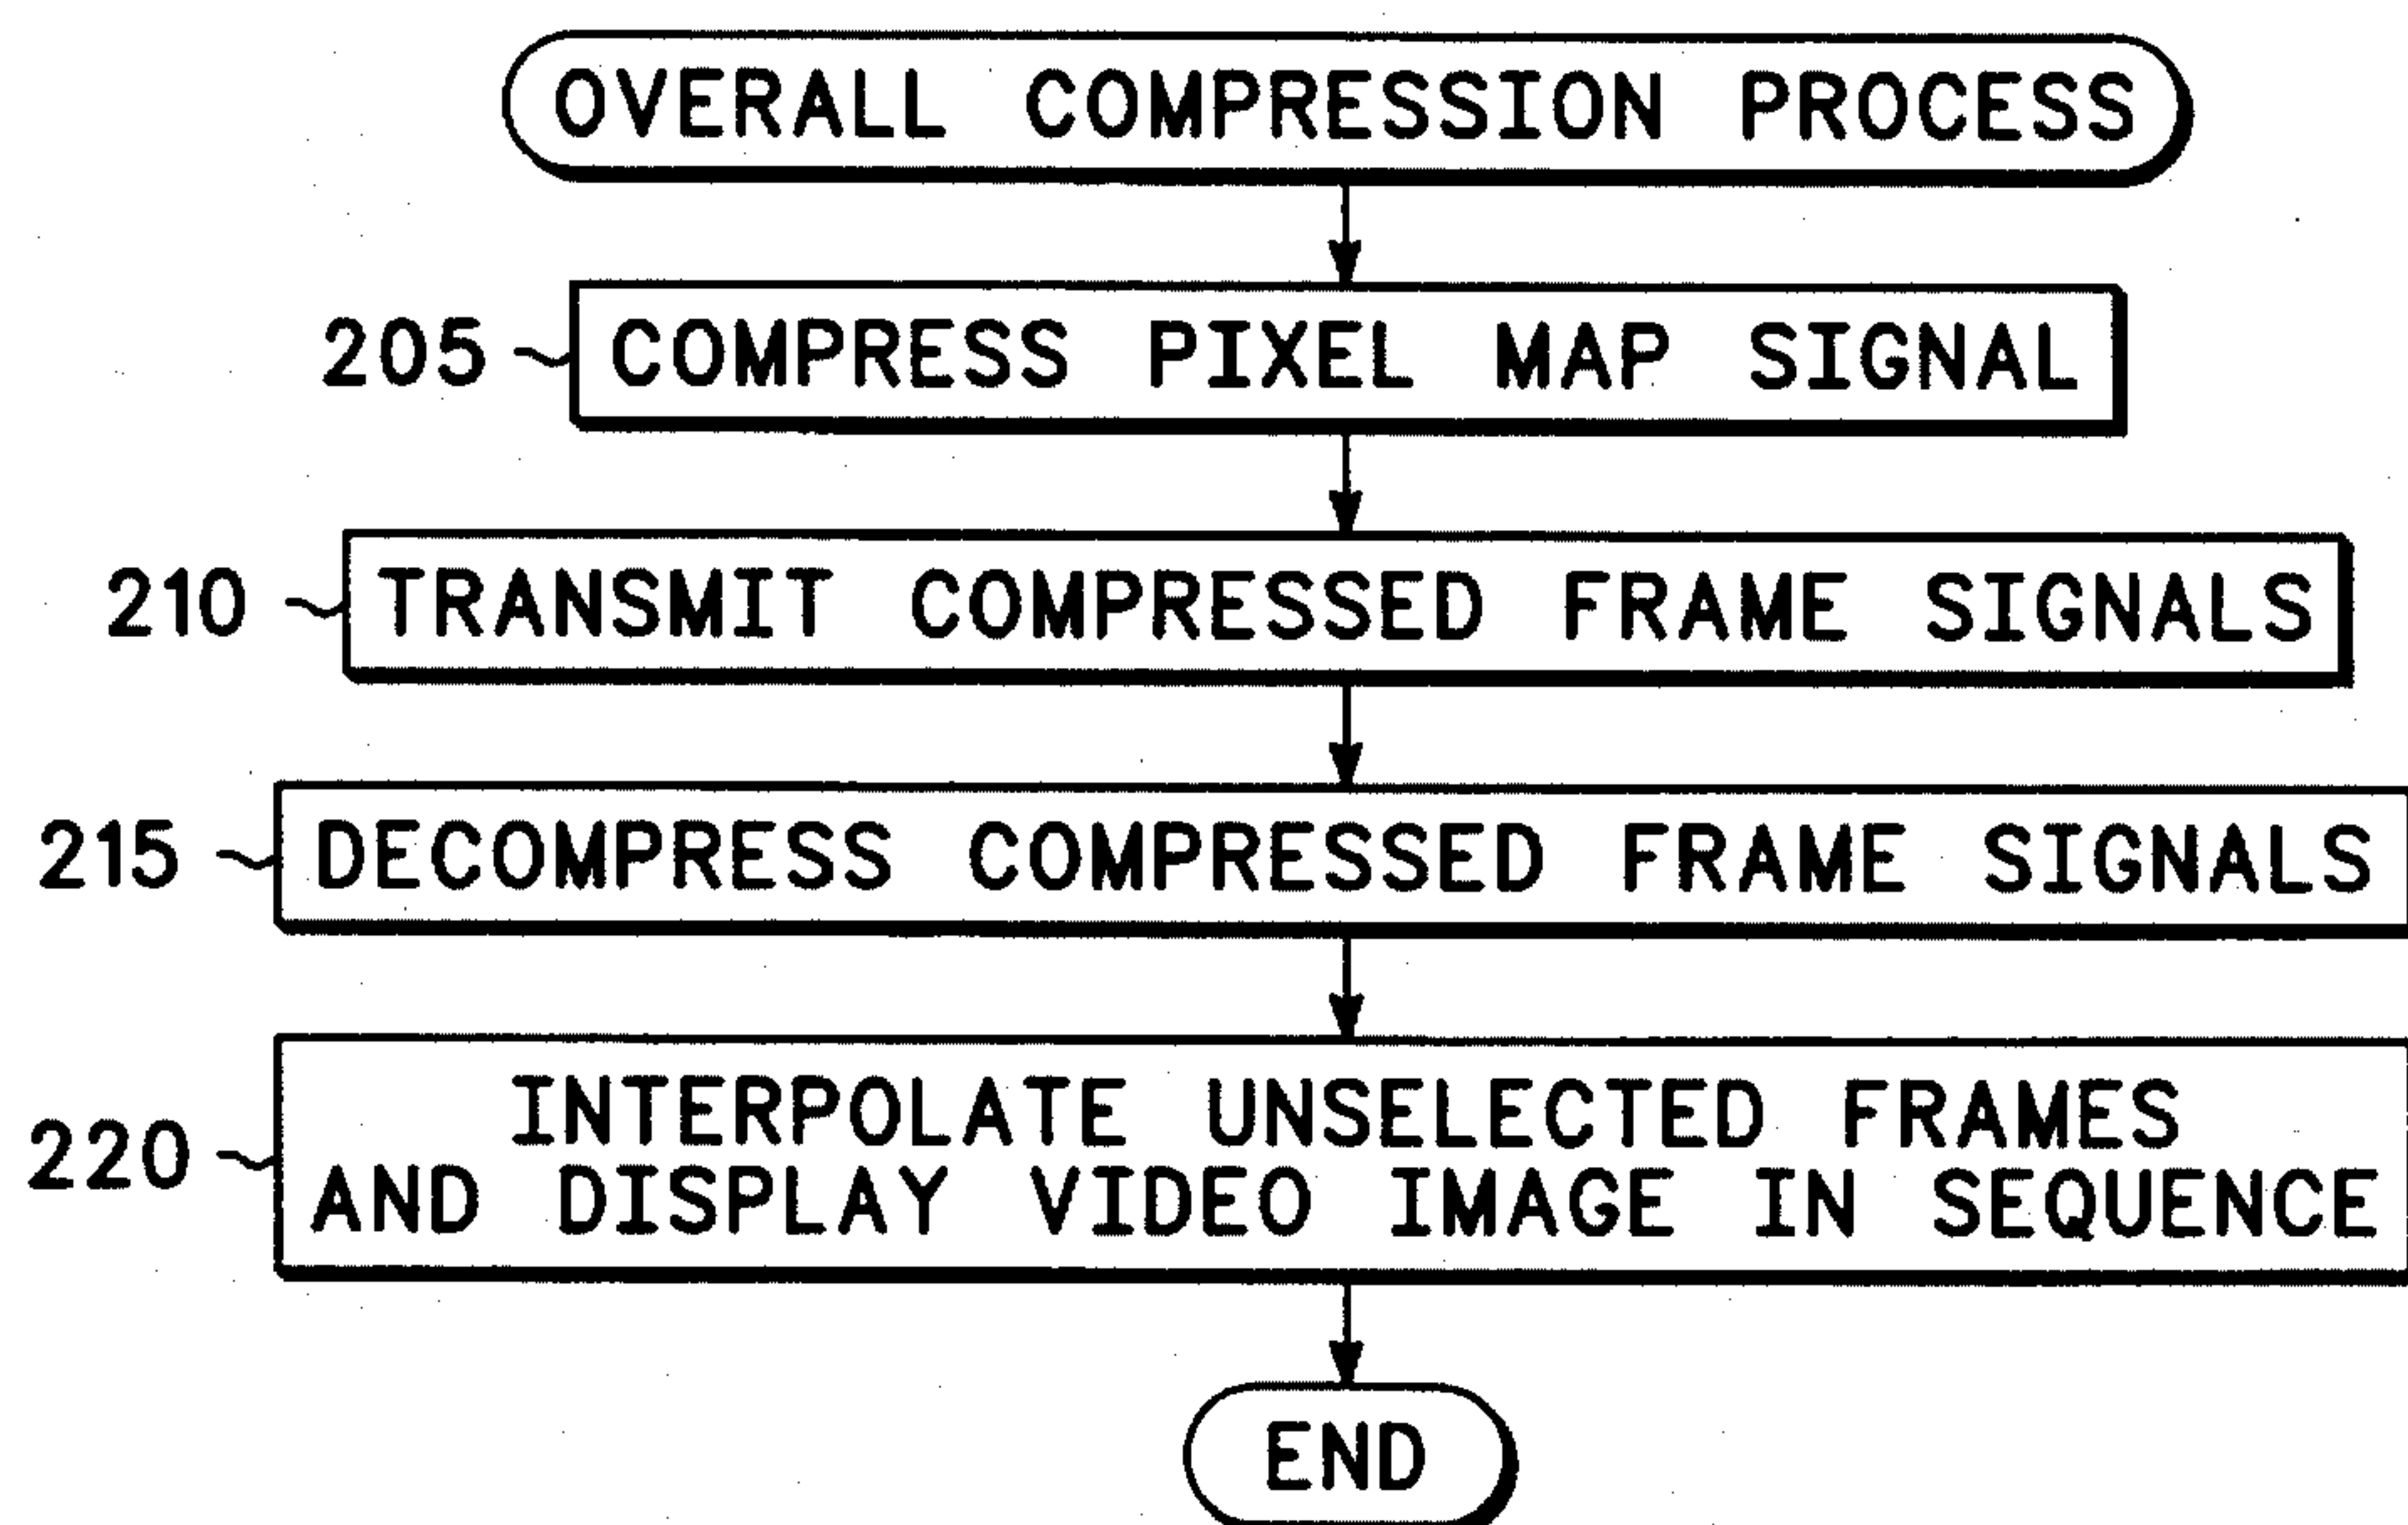 OVERALL COMPRESSION PROCESS
205 COMPRESS PIXEL MAP SIGNAL
210 TRANSMIT COMPRESSED FRAME SIGNALS
215 DECOMPRESS COMPRESSED FRAME SIGNALS
220 INTERPOLATE UNSELECTED FRAMES
AND DISPLAY VIDEO IMAGE IN SEQUENCE
END